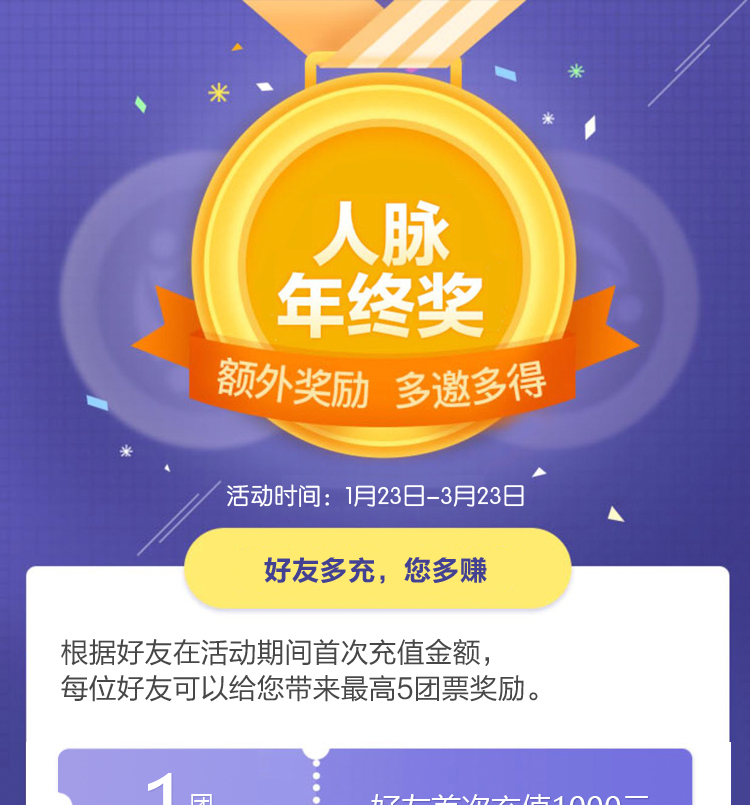 人脉
年终奖
额外奖励 多邀多得
活动时间：1月23日-3月23日
好友多充，您多赚
根据好友在活动期间首次充值金额，
每位好友可以给您带来最高5团票奖励。
1团
好友首次充值1000元